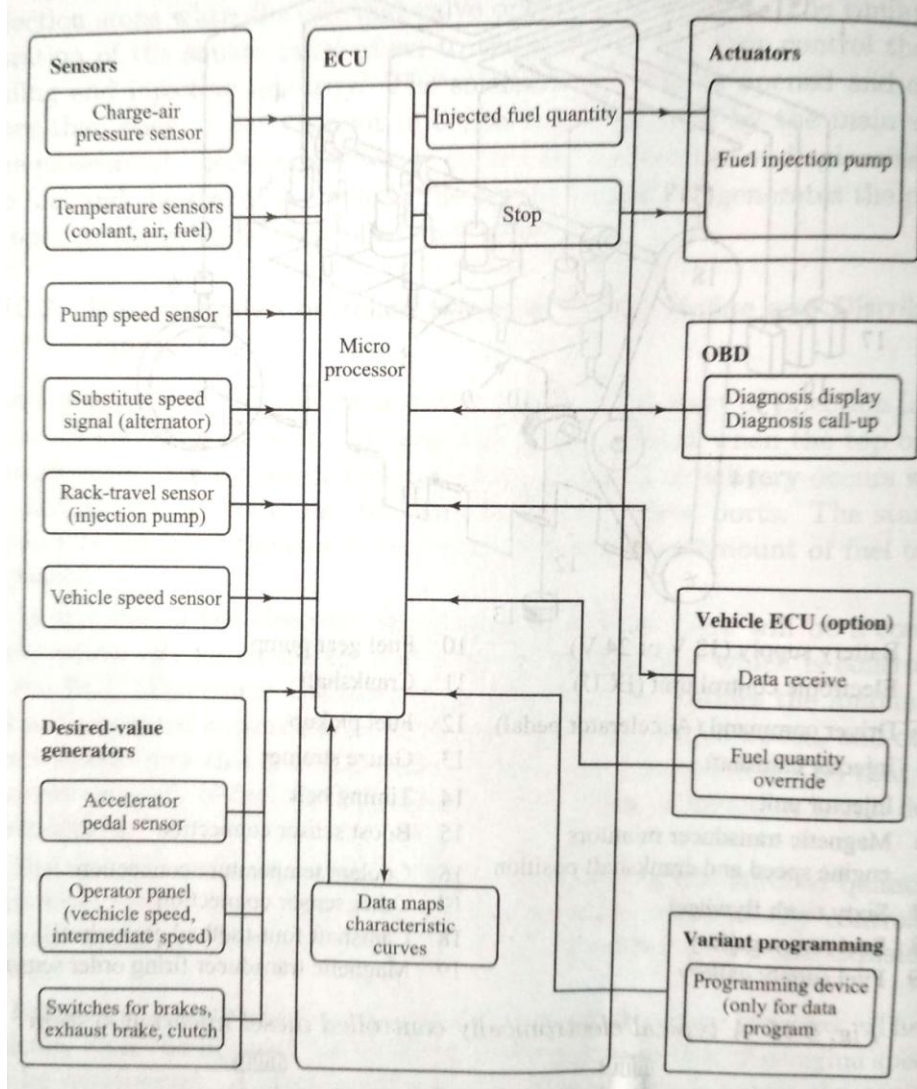 Sensors
Charge-air
pressure sensor
Temperature sensors
(coolant, air, fuel)
Pump speed sensor
Substitute speed
signal (alternator)
Rack-travel sensor
(injection pump)
Vehicle speed sensor
Desired-value
generators
Accelerator
pedal sensor
Operator panel
(vechicle speed,
intermediate speed)
Switches for brakes,
exhaust brake, clutch
ECU
Micro
processor
Injected fuel quantity
Stop
Data maps
characteristic
curves
Actuators
Fuel injection pump
OBD
Diagnosis display
Diagnosis call-up
Vehicle ECU (option)
Data receive
Fuel quantity
override
Variant programming
Programming device
(only for data
program)